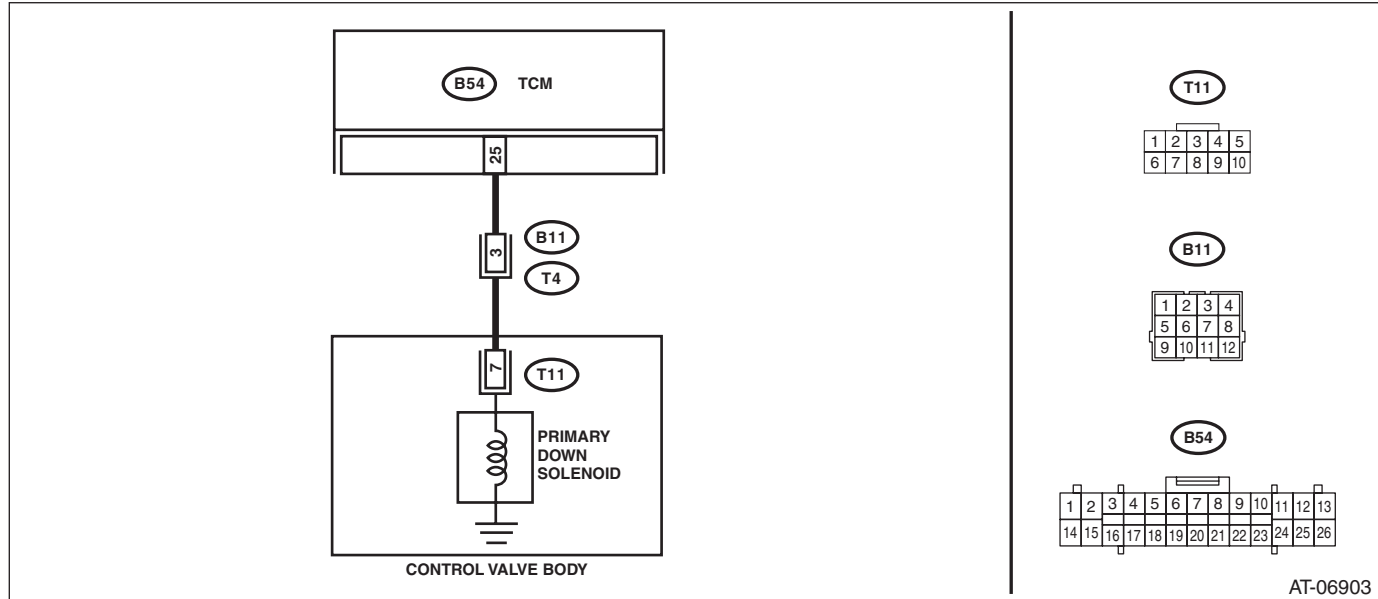 B54 TCM
25
3
B11
T4
7
T11
PRIMARY
DOWN
SOLENOID
CONTROL VALVE BODY
T11
1 2 3 4 5
6 7 8 9 10
B11
1 2 3 4
5 6 7 8
9 10 11 12
B54
1 2 3 4 5 6 7 8 9 10 11 12 13
14 15 16 17 18 19 20 21 22 23 24 25 26
AT-06903